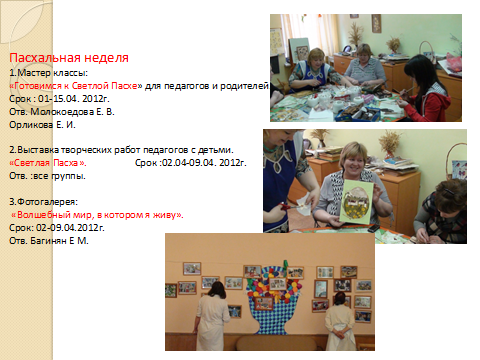 Пасхальная неделя
1.Мастер классы:
«Готовимся к Светлой Пасхе» для педагогов и родителей
Срок : 01-15.04. 2012г.
Отв. Молокоедова Е. В.
Орликова Е. И.
2.Выставка творческих работ педагогов с детьми.
«Светлая Пасха». Срок :02.04-09.04. 2012г.
Отв. :все группы.
3.Фотогалерея:
«Волшебный мир, в котором я живу».
Срок: 02-09.04.2012г.
Отв. Багинян Е М.